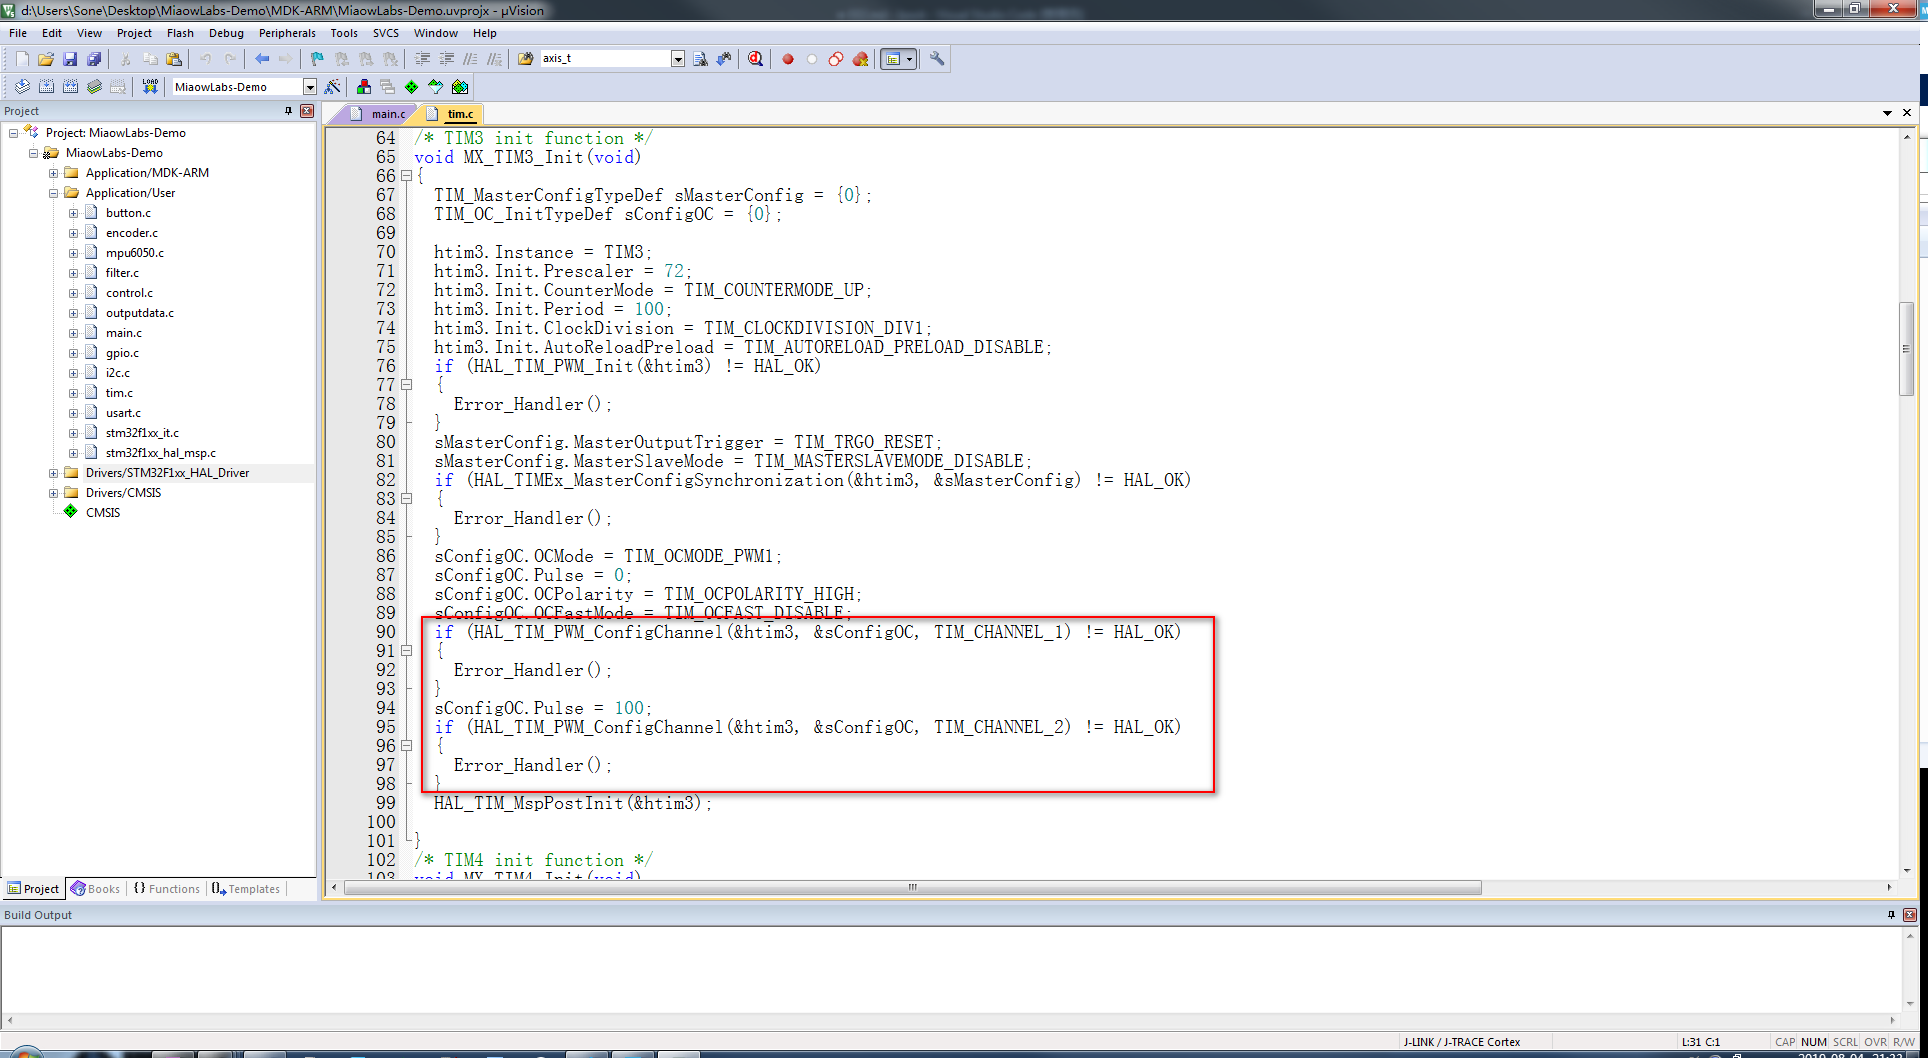 d:\Users\Sone\Desktop\MiaowLabs-Demo\MDK-ARM\MiaowLabs-Demo.uvprojx - µVision
File Edit View Project Flash Debug Peripherals Tools SVCS Window Help
axis_t
LOAD MiaowLabs-Demo
Project
main.c tim.c
Project: MiaowLabs-Demo
MiaowLabs-Demo
Application/MDK-ARM
Application/User
button.c
encoder.c
mpu6050.c
filter.c
control.c
outputdata.c
main.c
gpio.c
i2c.c
tim.c
usart.c
stm32f1xx_it.c
stm32f1xx_hal_msp.c
Drivers/STM32F1xx_HAL_Driver
Drivers/CMSIS
CMSIS
Project Books {} Functions Templates
64 /* TIM3 init function */
65 void MX_TIM3_Init(void)
66 {
67 TIM_MasterConfigTypeDef sMasterConfig = {0};
68 TIM_OC_InitTypeDef sConfigOC = {0};
69
70 htim3.Instance = TIM3;
71 htim3.Init.Prescaler = 72;
72 htim3.Init.CounterMode = TIM_COUNTERMODE_UP;
73 htim3.Init.Period = 100;
74 htim3.Init.ClockDivision = TIM_CLOCKDIVISION_DIV1;
75 htim3.Init.AutoReloadPreload = TIM_AUTORELOAD_PRELOAD_DISABLE;
76 if (HAL_TIM_PWM_Init(&htim3) != HAL_OK)
77 {
78 Error_Handler();
79 }
80 sMasterConfig.MasterOutputTrigger = TIM_TRGO_RESET;
81 sMasterConfig.MasterSlaveMode = TIM_MASTERSLAVEMODE_DISABLE;
82 if (HAL_TIMEx_MasterConfigSynchronization(&htim3, &sMasterConfig) != HAL_OK)
83 {
84 Error_Handler();
85 }
86 sConfigOC.OCMode = TIM_OCMODE_PWM1;
87 sConfigOC.Pulse = 0;
88 sConfigOC.OCPolarity = TIM_OCPOLARITY_HIGH;
89 sConfigOC.OCFastMode = TIM_OCFAST_DISABLE;
90 if (HAL_TIM_PWM_ConfigChannel(&htim3, &sConfigOC, TIM_CHANNEL_1) != HAL_OK)
91 {
92 Error_Handler();
93 }
94 sConfigOC.Pulse = 100;
95 if (HAL_TIM_PWM_ConfigChannel(&htim3, &sConfigOC, TIM_CHANNEL_2) != HAL_OK)
96 {
97 Error_Handler();
98 }
99 HAL_TIM_MspPostInit(&htim3);
100
101 }
102 /* TIM4 init function */
103 void MX_TIM4_Init(void)
Build Output
J-LINK / J-TRACE Cortex L:31 C:1 CAP NUM SCRL OVR R/W